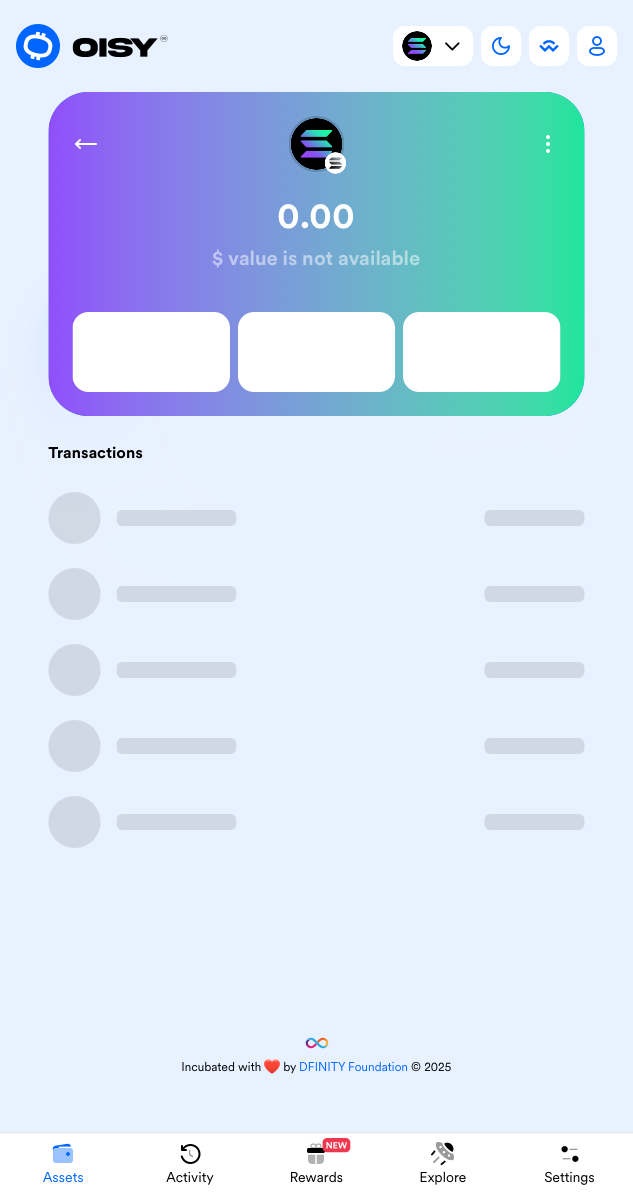 OISY
0.00
$ value is not available
Transactions
Incubated with ❤️ by DFINITY Foundation © 2025
NEW
Assets
Activity
Rewards
Explore
Settings